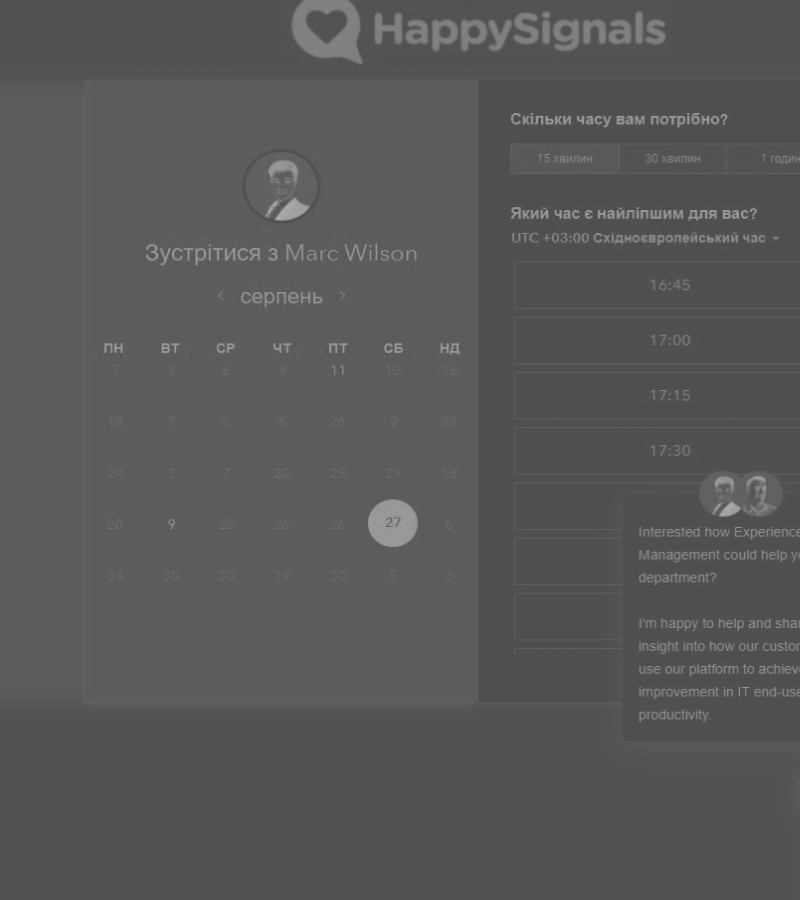 HappySignals
Зустрітися з Marc Wilson
серпень
ПН ВТ СР ЧТ ПТ СБ НД
7 3 6 9 11 12 16
18 7 5 6 26 2 22
24 3 7 20 25 29 18
20 9 22 26 26 27 6
24 30 30 19 30 5 3
Скільки часу вам потрібно?
15 хвилин 30 хвилин 1 годин
Який час є найліпшим для вас?
UTC +03:00 Східноєвропейський час
16:45
17:00
17:15
17:30
Interested how Experience
Management could help yo
department?
I'm happy to help and shar
insight into how our custor
use our platform to achieve
improvement in IT end-use
productivity.